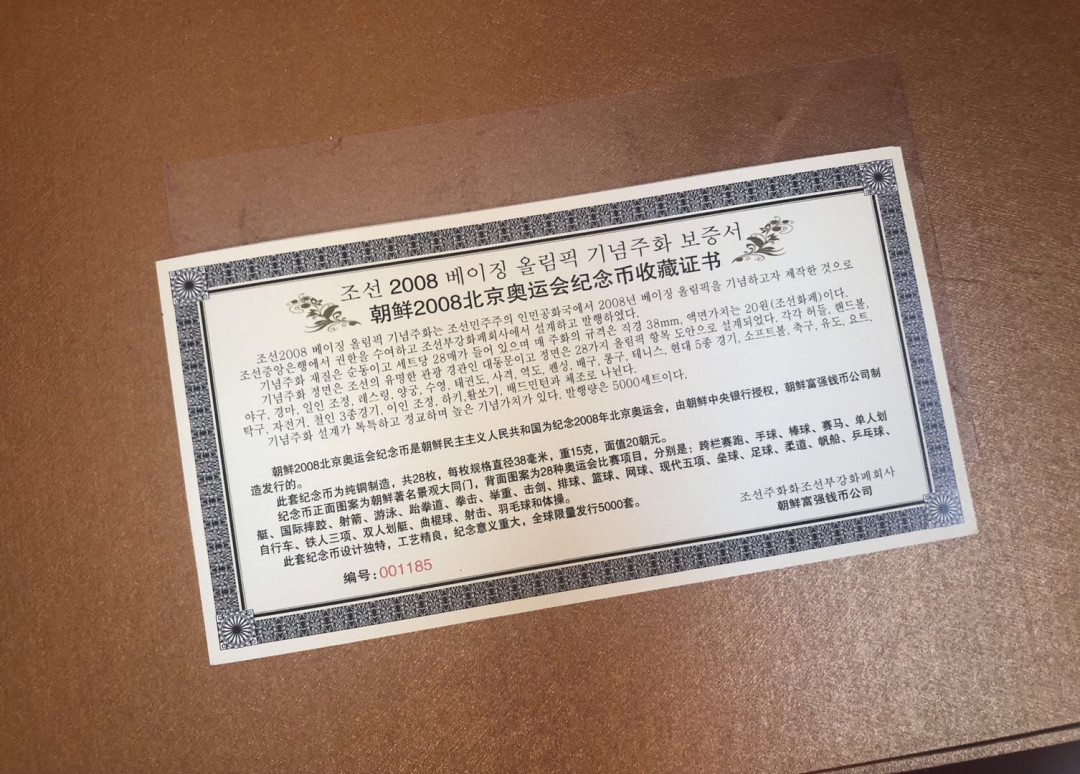 조선 2008 베이징 올림픽 기념주화 보증서
朝鲜2008北京奥运会纪念币收藏证书
조선2008 베이징 올림픽 기념주화는 조선민주주의 인민공화국에서 2008년 베이징 올림픽을 기념하고자 제작한 것으로
조선중앙은행에서 권한을 수여하고 조선부강화폐회사에서 설계하고 발행하였다.
기념주화 재질은 순동이고 세트당 28매가 들어 있으며 매 주화의 규격은 직경 38mm, 액면가치는 20원(조선화폐)이다.
기념주화 정면은 조선의 유명한 관광 경관인 대동문이고 정면은 28가지 올림픽 항목 도안으로 설계되었다. 각각 허들, 핸드볼,
야구, 경마, 일인 조정, 레스링, 양궁, 수영, 태권도, 사격, 역도, 펜싱, 배구, 롱구, 테니스, 현대 5종 경기, 소프트볼, 축구, 유도, 요트,
탁구, 자전거, 철인 3종경기, 이인 조정, 하키, 활쏘기, 배드민턴과 체조로 나뉜다.
기념주화 설계가 독특하고 정교하며 높은 기념가치가 있다. 발행량은 5000세트이다.
朝鲜2008北京奥运会纪念币是朝鲜民主主义人民共和国为纪念2008年北京奥运会，由朝鲜中央银行授权，朝鲜富强钱币公司制
造发行的。
此套纪念币为纯铜制造，共28枚，每枚规格直径38毫米，重15克，面值20朝元。
纪念币正面图案为朝鲜著名景观大同门，背面图案为28种奥运会比赛项目，分别是：跨栏赛跑、手球、棒球、赛马、单人划
艇、国际摔跤、射箭、游泳、跆拳道、拳击、举重、击剑、排球、篮球、网球、现代五项、垒球、足球、柔道、帆船、乒乓球、
自行车、铁人三项、双人划艇、曲棍球、射击、羽毛球和体操。
此套纪念币设计独特，工艺精良，纪念意义重大，全球限量发行5000套。
조선주화화조선부강화폐회사
朝鲜富强钱币公司
编号:001185